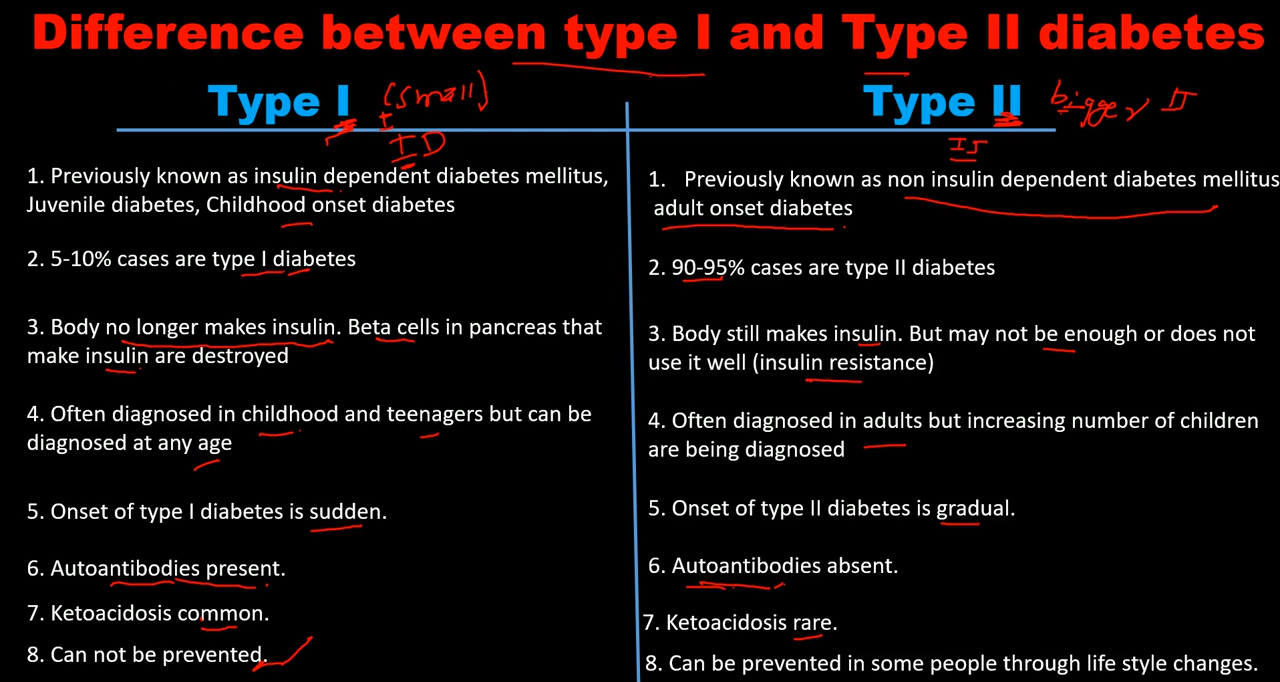 Difference between type I and Type II diabetes
Type I
(small)
I
ID
1. Previously known as insulin dependent diabetes mellitus,
Juvenile diabetes, Childhood onset diabetes
2. 5-10% cases are type I diabetes
3. Body no longer makes insulin. Beta cells in pancreas that
make insulin are destroyed
4. Often diagnosed in childhood and teenagers but can be
diagnosed at any age
5. Onset of type I diabetes is sudden.
6. Autoantibodies present.
7. Ketoacidosis common.
8. Can not be prevented.
Type II
bigger II
1. Previously known as non insulin dependent diabetes mellitus
adult onset diabetes
2. 90-95% cases are type II diabetes
3. Body still makes insulin. But may not be enough or does not
use it well (insulin resistance)
4. Often diagnosed in adults but increasing number of children
are being diagnosed
5. Onset of type II diabetes is gradual.
6. Autoantibodies absent.
7. Ketoacidosis rare.
8. Can be prevented in some people through life style changes.